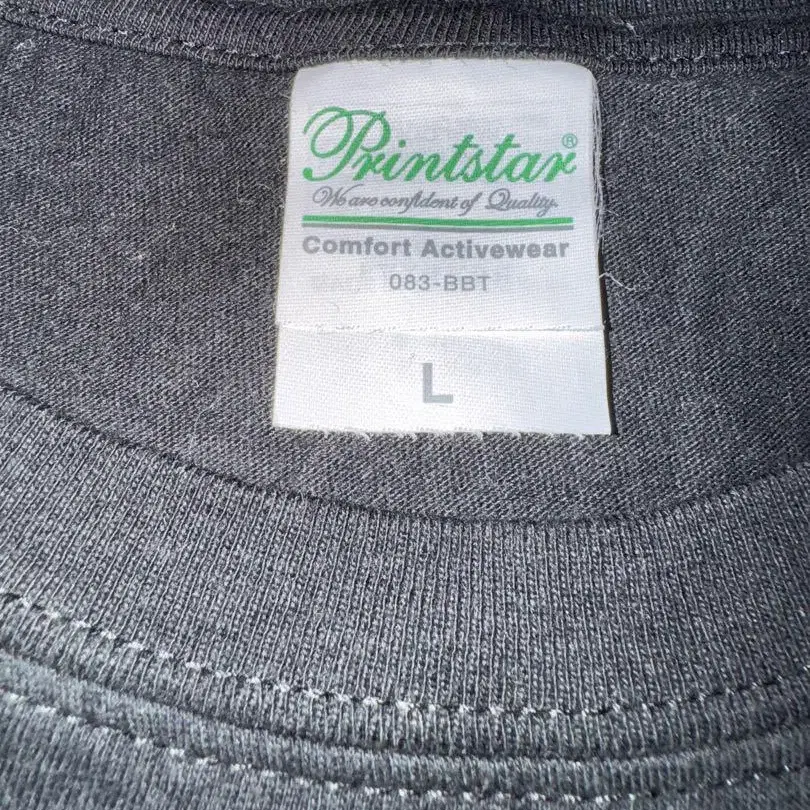 Printstar®
We are confident of Quality.
Comfort Activewear
083-BBT
L